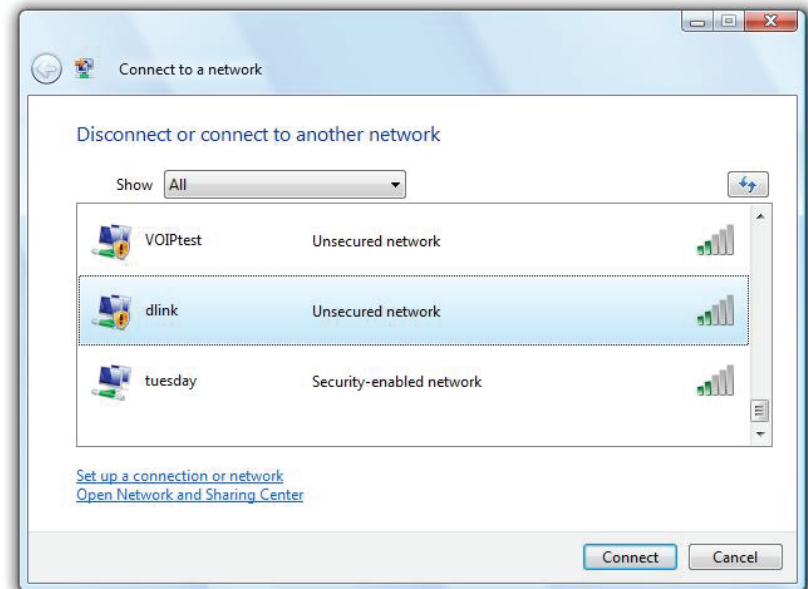 Connect to a network
Disconnect or connect to another network
Show All
VOIPtest Unsecured network
dlink Unsecured network
tuesday Security-enabled network
Set up a connection or network
Open Network and Sharing Center
Connect Cancel